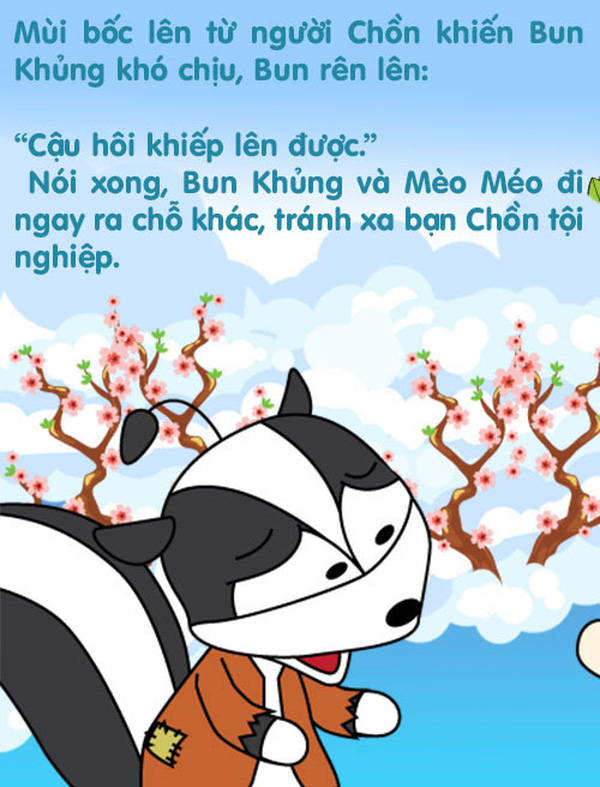 Mùi bốc lên từ người Chồn khiến Bun
Khủng khó chịu, Bun rên lên:
“Cậu hôi khiếp lên được.”
Nói xong, Bun Khủng và Mèo Méo đi
ngay ra chỗ khác, tránh xa bạn Chồn tội
nghiệp.